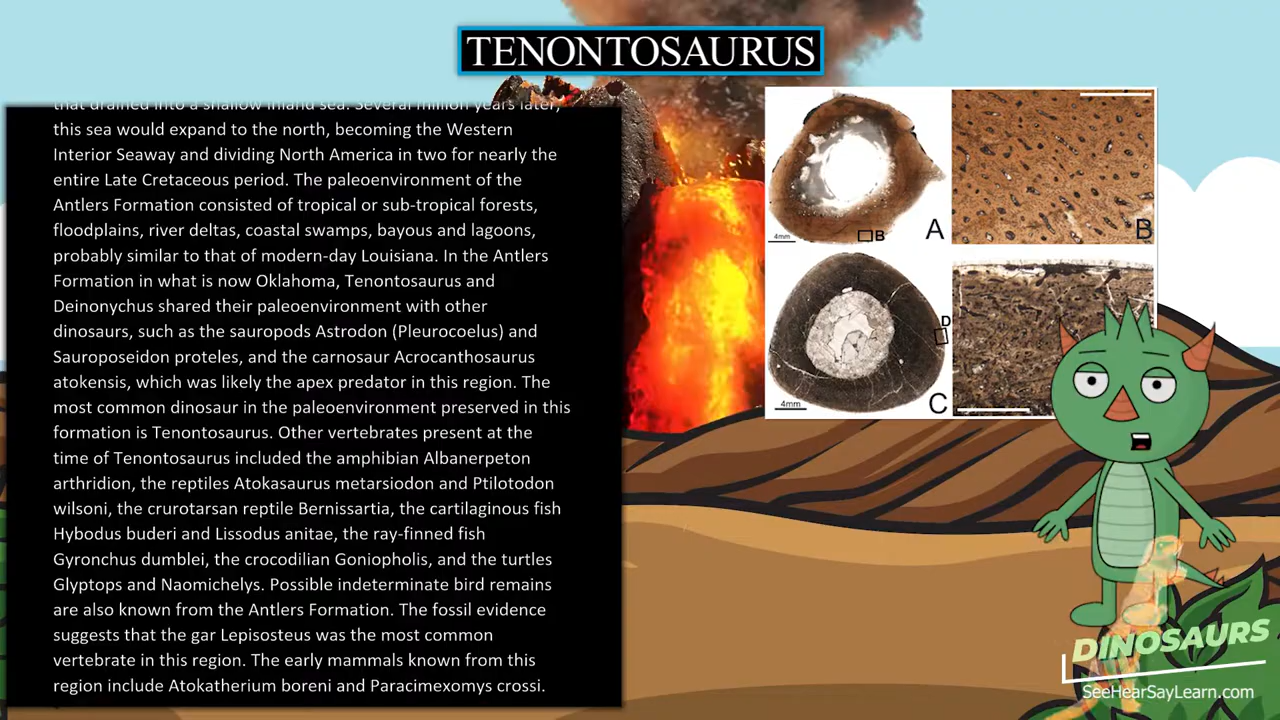 TENONTOSAURUS
that drained into a shallow inland sea. Several million years later,
this sea would expand to the north, becoming the Western
Interior Seaway and dividing North America in two for nearly the
entire Late Cretaceous period. The paleoenvironment of the
Antlers Formation consisted of tropical or sub-tropical forests,
floodplains, river deltas, coastal swamps, bayous and lagoons,
probably similar to that of modern-day Louisiana. In the Antlers
Formation in what is now Oklahoma, Tenontosaurus and
Deinonychus shared their paleoenvironment with other
dinosaurs, such as the sauropods Astrodon (Pleurocoelus) and
Sauroposeidon proteles, and the carnosaur Acrocanthosaurus
atokensis, which was likely the apex predator in this region. The
most common dinosaur in the paleoenvironment preserved in this
formation is Tenontosaurus. Other vertebrates present at the
time of Tenontosaurus included the amphibian Albanerpeton
arthridion, the reptiles Atokasaurus metarsiodon and Ptilotodon
wilsoni, the crurotarsan reptile Bernissartia, the cartilaginous fish
Hybodus buderi and Lissodus anitae, the ray-finned fish
Gyronchus dumblei, the crocodilian Goniopholis, and the turtles
Glyptops and Naomichelys. Possible indeterminate bird remains
are also known from the Antlers Formation. The fossil evidence
suggests that the gar Lepisosteus was the most common
vertebrate in this region. The early mammals known from this
region include Atokatherium boreni and Paracimexomys crossi.
4mm
B
A
B
D
4mm
C
DINOSAURS
SeeHearSayLearn.com